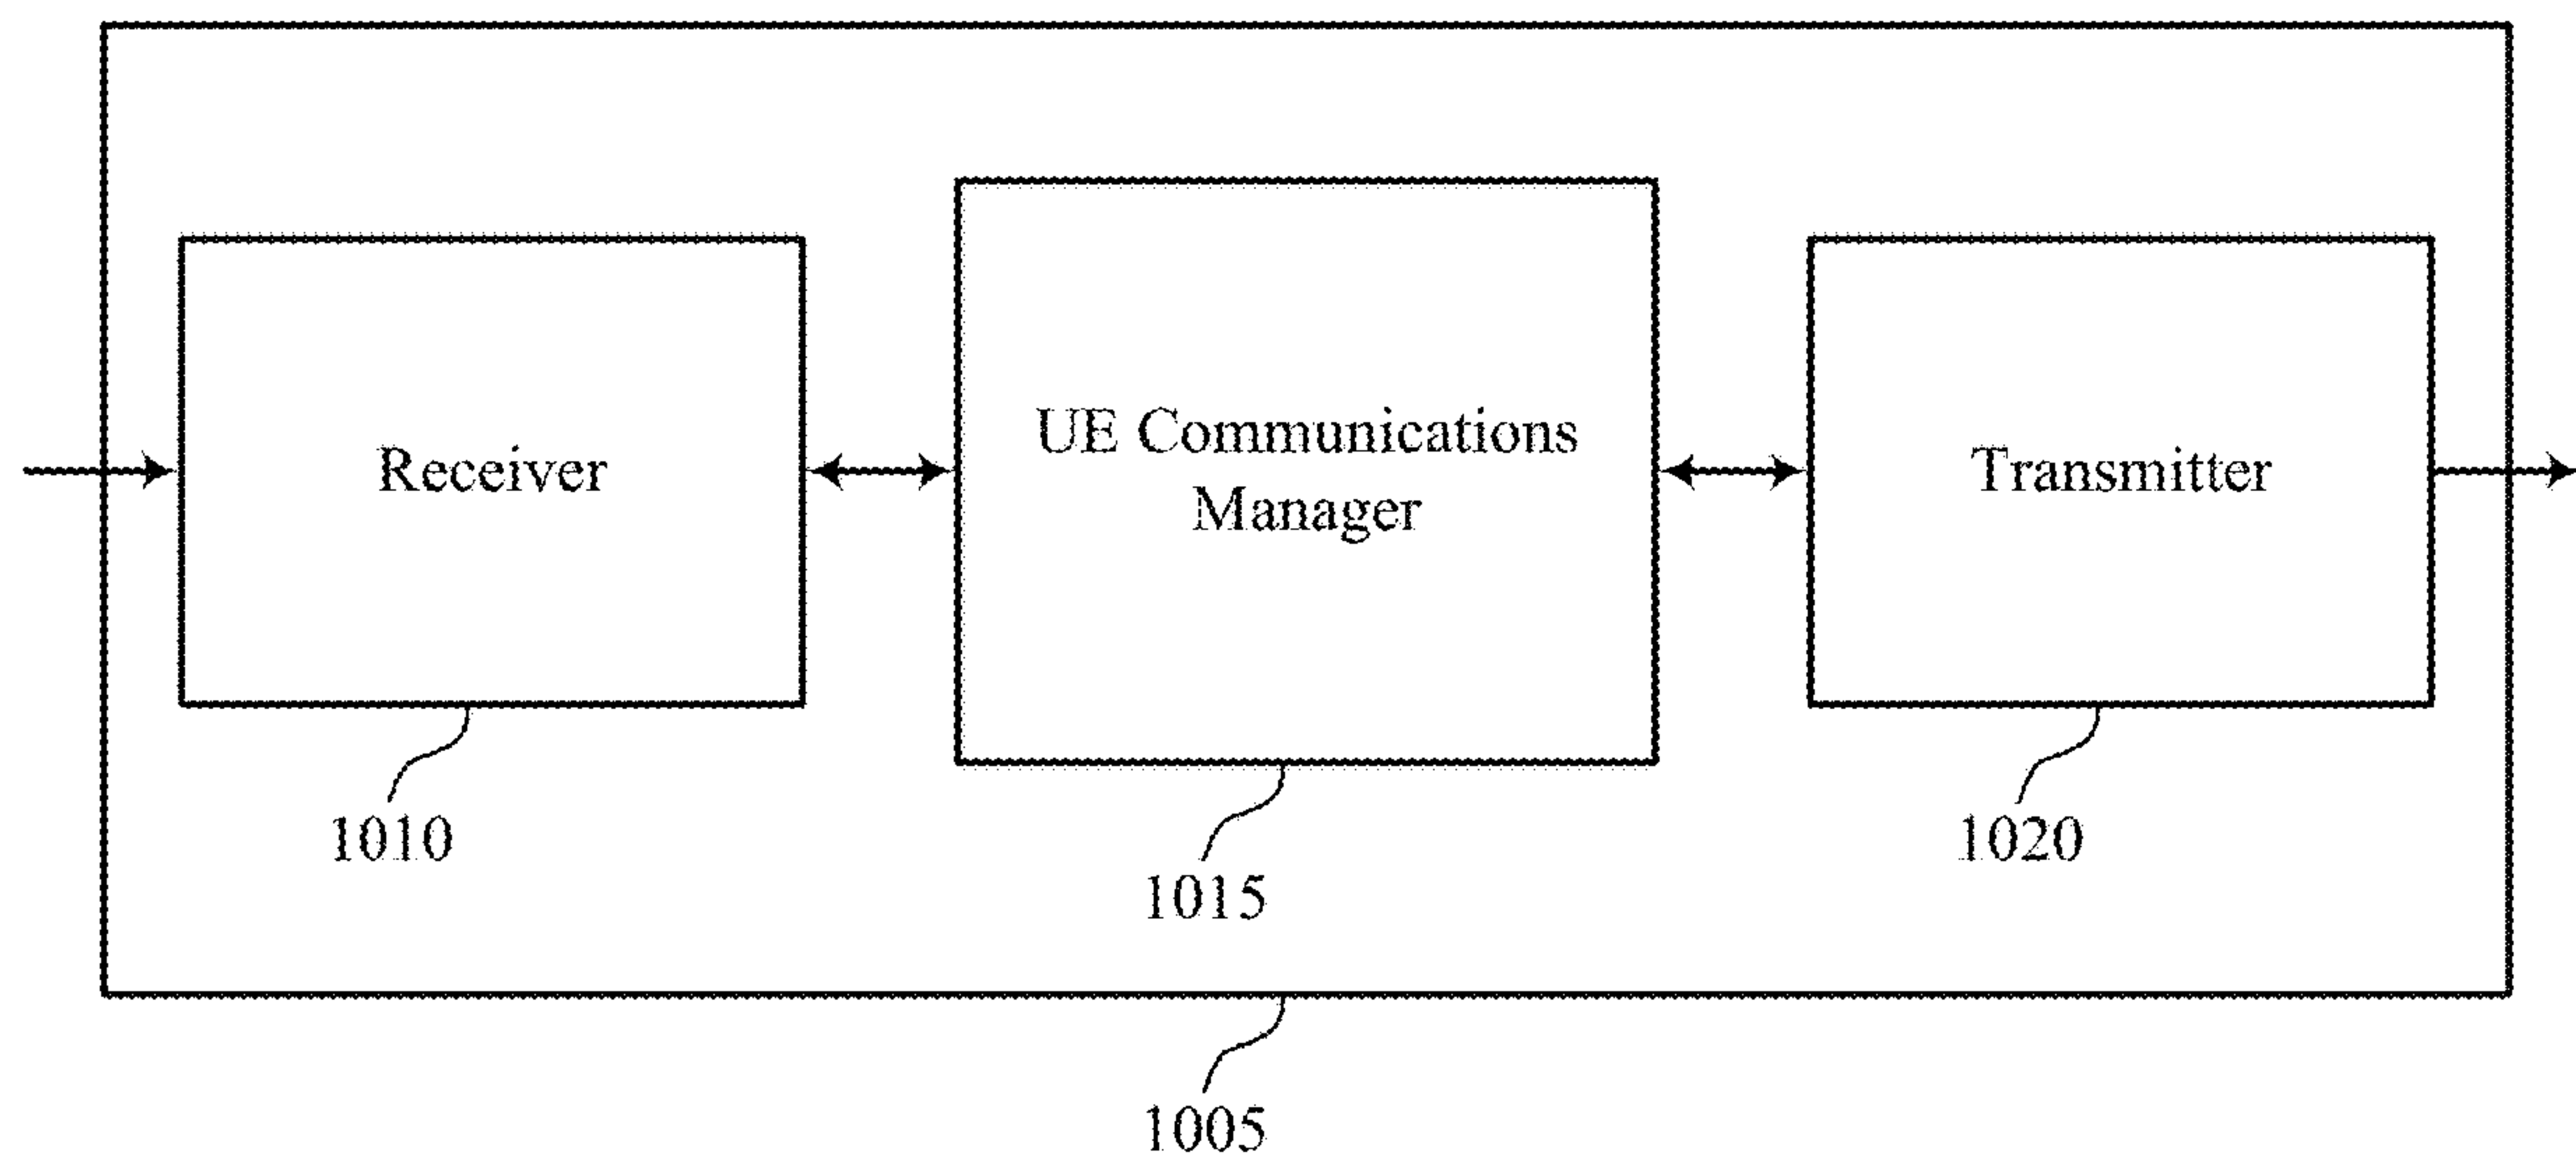 Receiver
UE Communications
Manager
Transmitter
1010
1015
1020
1005